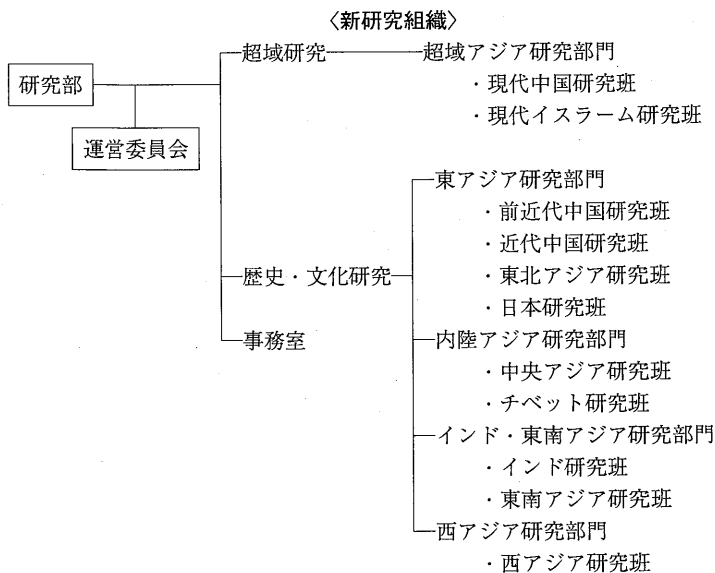 〈新研究組織〉
超域研究 超域アジア研究部門
研究部
・現代中国研究班
・現代イスラーム研究班
運営委員会
東アジア研究部門
・前近代中国研究班
・近代中国研究班
歴史・文化研究
・東北アジア研究班
・日本研究班
事務室
内陸アジア研究部門
・中央アジア研究班
・チベット研究班
インド・東南アジア研究部門
・インド研究班
・東南アジア研究班
西アジア研究部門
・西アジア研究班